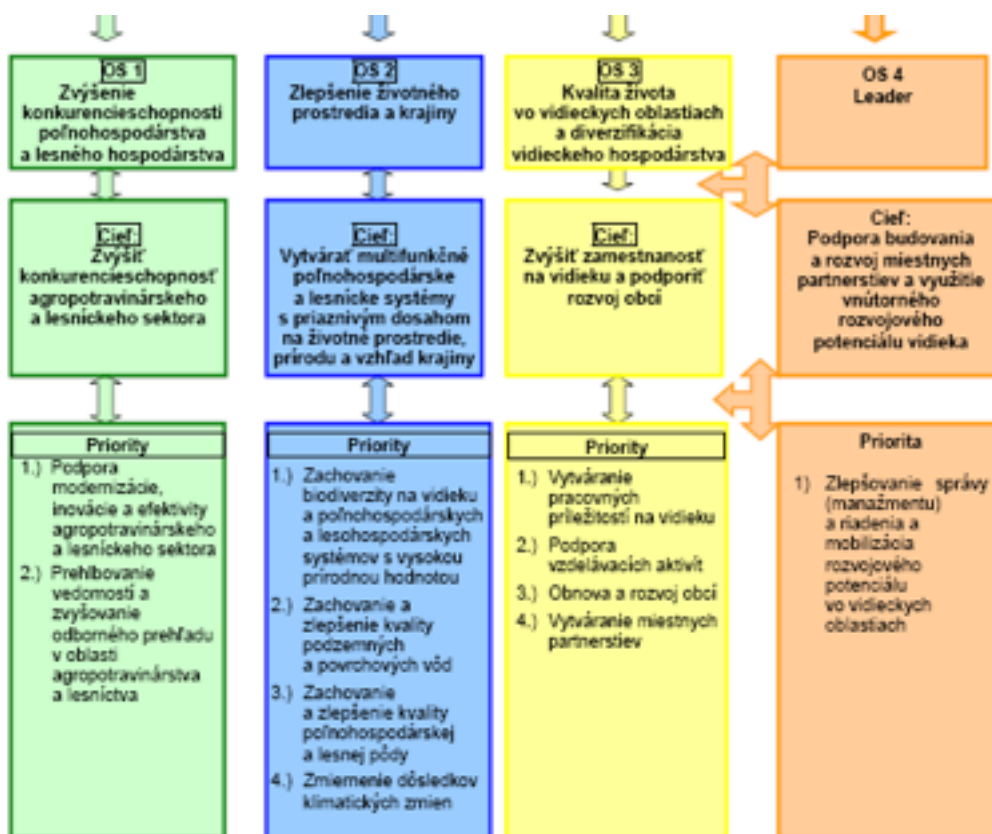 OS 1
Zvýšenie
konkurencieschopnosti
poľnohospodárstva
a lesného hospodárstva
Cieľ:
Zvýšiť
konkurencieschopnosť
agropotravinárskeho
a lesníckeho sektora
Priority
1.) Podpora
modernizácie,
inovácie a efektivity
agropotravinárskeho
a lesníckeho sektora
2.) Prehlbovanie
vedomostí a
zvyšovanie
odborného prehľadu
v oblasti
agropotravinárstva
a lesníctva
OS 2
Zlepšenie životného
prostredia a krajiny
Cieľ:
Vytvárať multifunkčné
poľnohospodárske
a lesnícke systémy
s priaznivým dosahom
na životné prostredie,
prírodu a vzhľad krajiny
Priority
1.) Zachovanie
biodiverzity na vidieku
a poľnohospodárskych
a lesohospodárskych
systémov s vysokou
prírodnou hodnotou
2.) Zachovanie a
zlepšenie kvality
podzemných
a povrchových vôd
3.) Zachovanie
a zlepšenie kvality
poľnohospodárskej
a lesnej pôdy
4.) Zmiernenie dôsledkov
klimatických zmien
OS 3
Kvalita života
vo vidieckych oblastiach
a diverzifikácia
vidieckeho hospodárstva
Cieľ:
Zvýšiť zamestnanosť
na vidieku a podporiť
rozvoj obcí
Priority
1.) Vytváranie
pracovných
príležitostí na vidieku
2.) Podpora
vzdelávacích aktivít
3.) Obnova a rozvoj obcí
4.) Vytváranie miestnych
partnerstiev
OS 4
Leader
Cieľ:
Podpora budovania
a rozvoj miestnych
partnerstiev a využitie
vnútorného
rozvojového
potenciálu vidieka
Priorita
1) Zlepšovanie správy
(manažmentu)
a riadenia a
mobilizácia
rozvojového
potenciálu
vo vidieckych
oblastiach